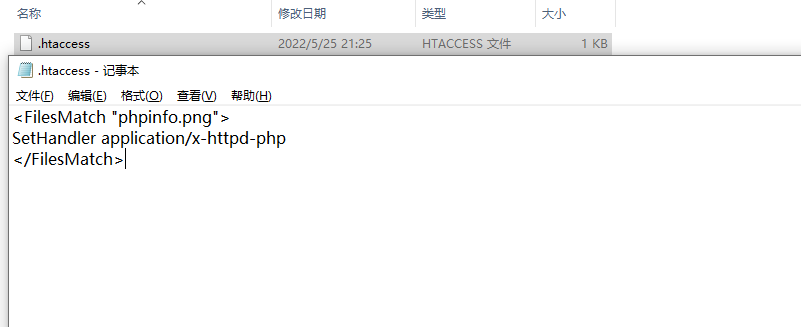 名称 修改日期 类型 大小
.htaccess 2022/5/25 21:25 HTACCESS 文件 1 KB
.htaccess - 记事本
文件(F) 编辑(E) 格式(O) 查看(V) 帮助(H)
<FilesMatch "phpinfo.png">
SetHandler application/x-httpd-php
</FilesMatch>